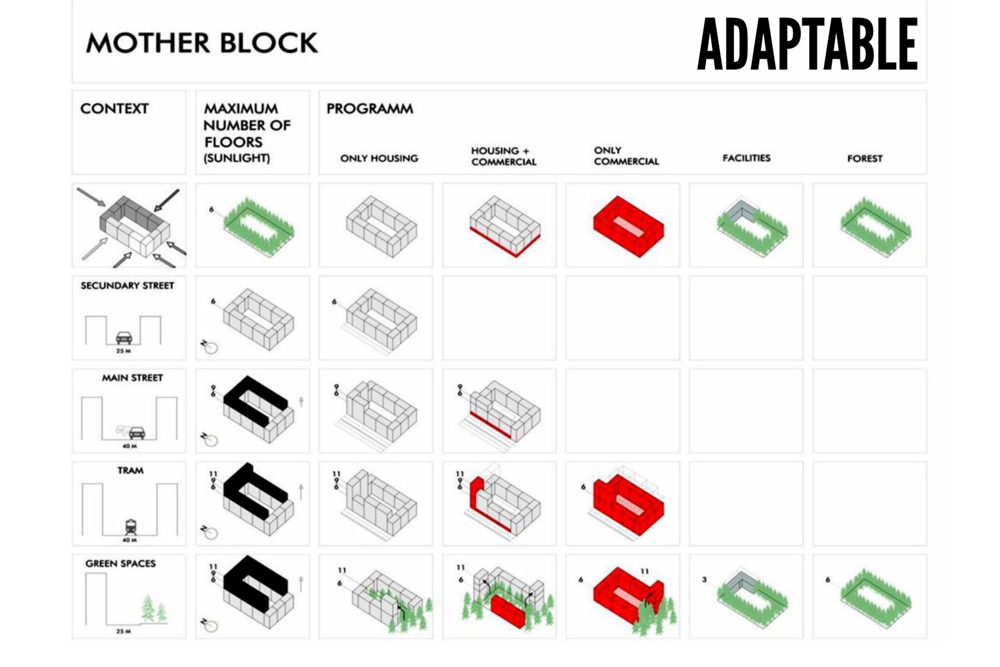 MOTHER BLOCK
ADAPTABLE
CONTEXT
MAXIMUM
NUMBER OF
FLOORS
(SUNLIGHT)
PROGRAMM
ONLY HOUSING
HOUSING +
COMMERCIAL
ONLY
COMMERCIAL
FACILITIES
FOREST
6
SECUNDARY STREET
25 M
6
N
6
MAIN STREET
40 M
9
6
N
9
6
9
6
TRAM
40 M
11
9
6
N
11
9
6
11
9
6
6
GREEN SPACES
25 M
11
9
6
N
11
6
11
6
6
11
3
6